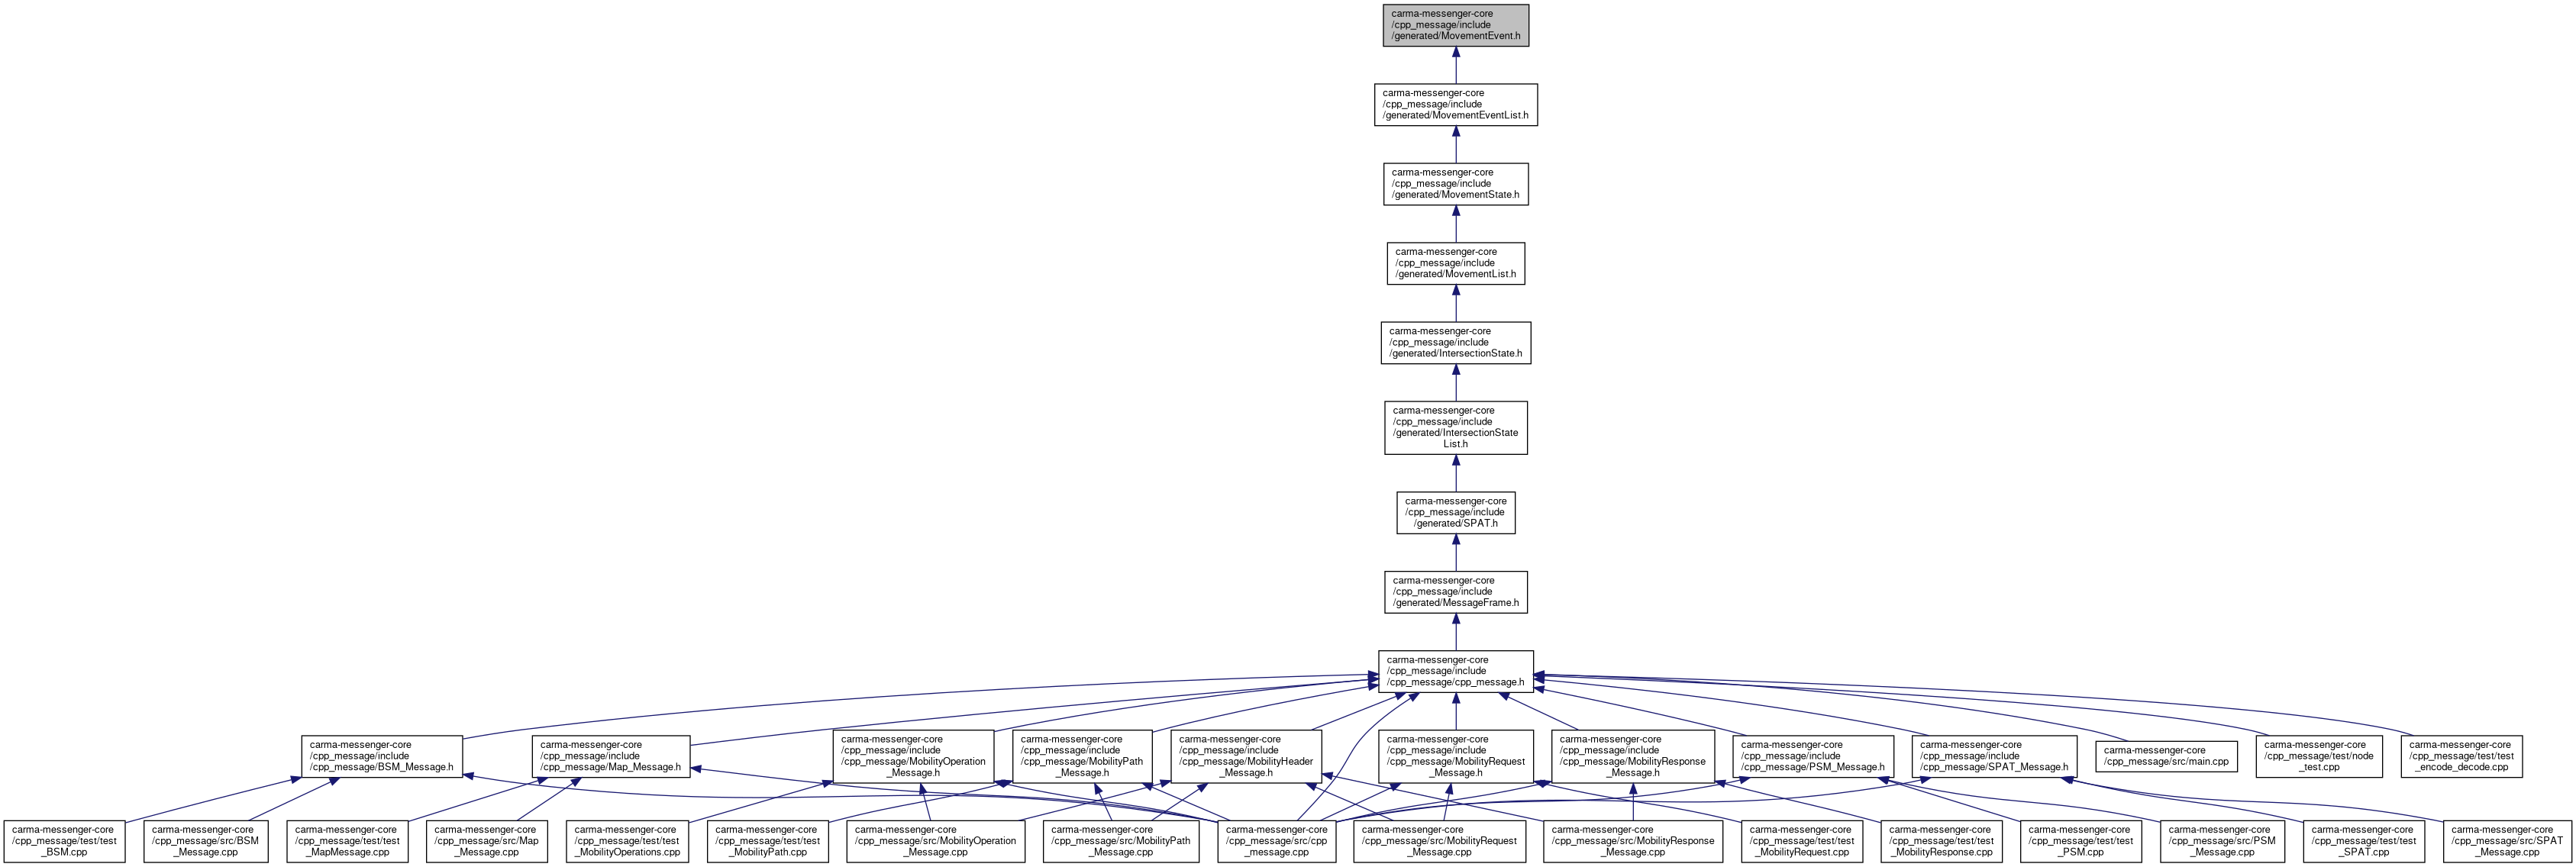 carma-messenger-core
/cpp_message/include
/generated/MovementEvent.h
carma-messenger-core
/cpp_message/include
/generated/MovementEventList.h
carma-messenger-core
/cpp_message/include
/generated/MovementState.h
carma-messenger-core
/cpp_message/include
/generated/MovementList.h
carma-messenger-core
/cpp_message/include
/generated/IntersectionState.h
carma-messenger-core
/cpp_message/include
/generated/IntersectionState
List.h
carma-messenger-core
/cpp_message/include
/generated/SPAT.h
carma-messenger-core
/cpp_message/include
/generated/MessageFrame.h
carma-messenger-core
/cpp_message/include
/cpp_message/cpp_message.h
carma-messenger-core
/cpp_message/include
/cpp_message/BSM_Message.h
carma-messenger-core
/cpp_message/include
/cpp_message/Map_Message.h
carma-messenger-core
/cpp_message/include
/cpp_message/MobilityOperation
_Message.h
carma-messenger-core
/cpp_message/include
/cpp_message/MobilityPath
_Message.h
carma-messenger-core
/cpp_message/include
/cpp_message/MobilityHeader
_Message.h
carma-messenger-core
/cpp_message/include
/cpp_message/MobilityRequest
_Message.h
carma-messenger-core
/cpp_message/include
/cpp_message/MobilityResponse
_Message.h
carma-messenger-core
/cpp_message/include
/cpp_message/PSM_Message.h
carma-messenger-core
/cpp_message/include
/cpp_message/SPAT_Message.h
carma-messenger-core
/cpp_message/src/main.cpp
carma-messenger-core
/cpp_message/test/node
_test.cpp
carma-messenger-core
/cpp_message/test/test
_encode_decode.cpp
carma-messenger-core
/cpp_message/test/test
_BSM.cpp
carma-messenger-core
/cpp_message/src/BSM
_Message.cpp
carma-messenger-core
/cpp_message/test/test
_MapMessage.cpp
carma-messenger-core
/cpp_message/src/Map
_Message.cpp
carma-messenger-core
/cpp_message/test/test
_MobilityOperations.cpp
carma-messenger-core
/cpp_message/test/test
_MobilityPath.cpp
carma-messenger-core
/cpp_message/src/MobilityOperation
_Message.cpp
carma-messenger-core
/cpp_message/src/MobilityPath
_Message.cpp
carma-messenger-core
/cpp_message/src/cpp
_message.cpp
carma-messenger-core
/cpp_message/src/MobilityRequest
_Message.cpp
carma-messenger-core
/cpp_message/src/MobilityResponse
_Message.cpp
carma-messenger-core
/cpp_message/test/test
_MobilityRequest.cpp
carma-messenger-core
/cpp_message/test/test
_MobilityResponse.cpp
carma-messenger-core
/cpp_message/test/test
_PSM.cpp
carma-messenger-core
/cpp_message/src/PSM
_Message.cpp
carma-messenger-core
/cpp_message/test/test
_SPAT.cpp
carma-messenger-core
/cpp_message/src/SPAT
_Message.cpp